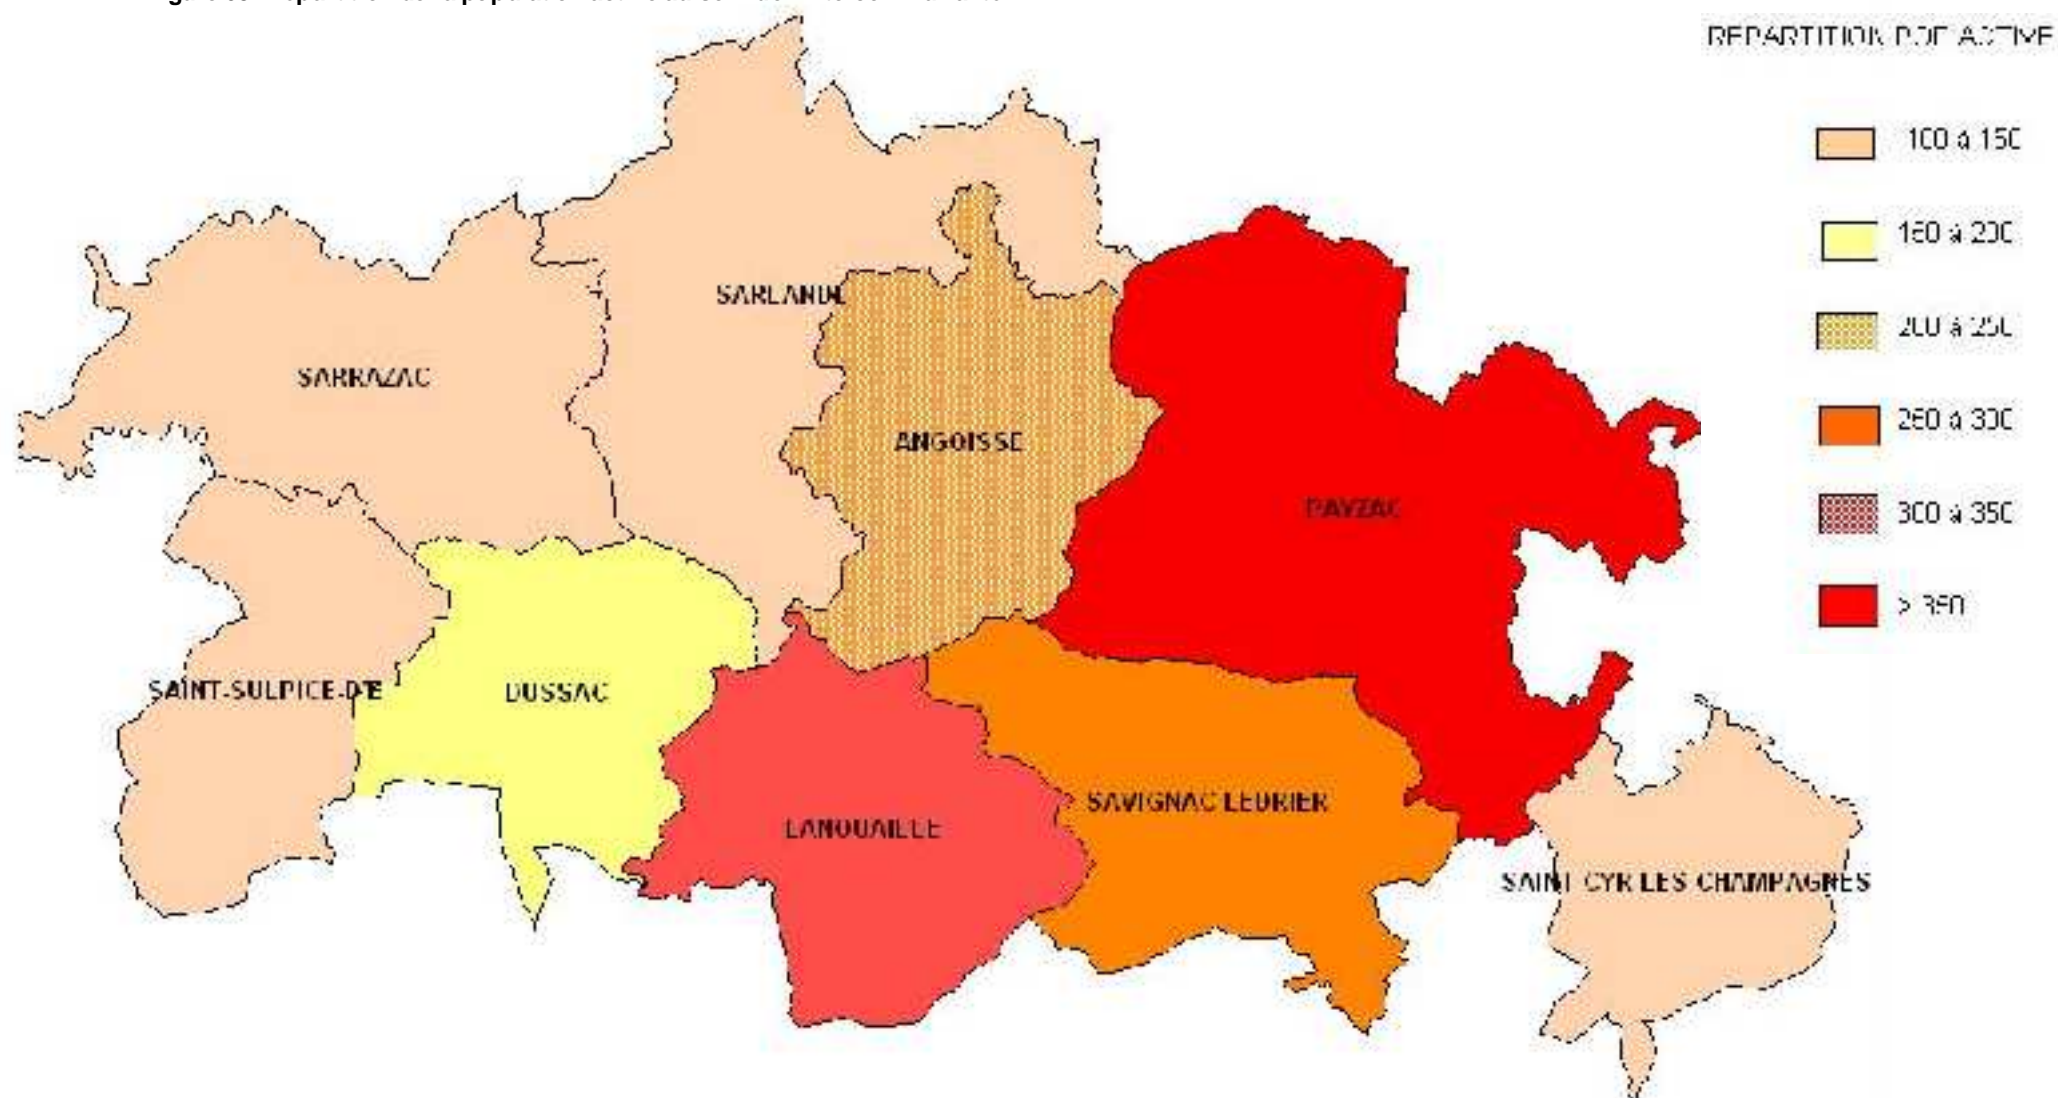 REPARTITION POP ACTIVE
100 à 150
150 à 200
200 à 250
250 à 300
300 à 350
> 350
SARLANDE
SARRAZAC
ANGOISSE
PAYZAC
SAINT-SULPICE-D'E
DUSSAC
SAVIGNAC LEDRIER
LANOUAILLE
SAINT CYR LES CHAMPAGNES